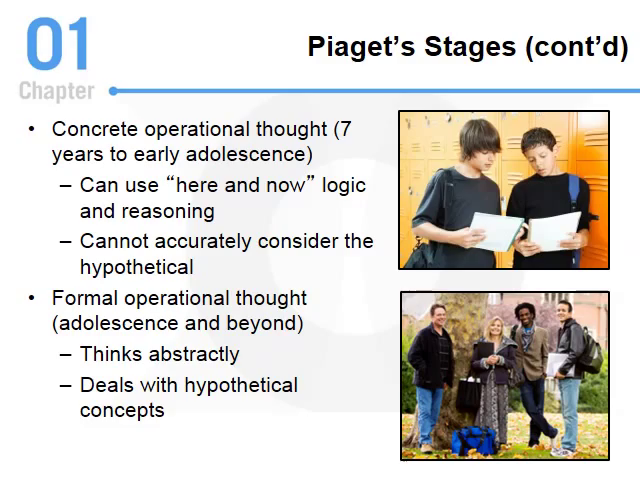 01
Chapter
Piaget’s Stages (cont’d)
• Concrete operational thought (7
years to early adolescence)
– Can use “here and now” logic
and reasoning
– Cannot accurately consider the
hypothetical
• Formal operational thought
(adolescence and beyond)
– Thinks abstractly
– Deals with hypothetical
concepts